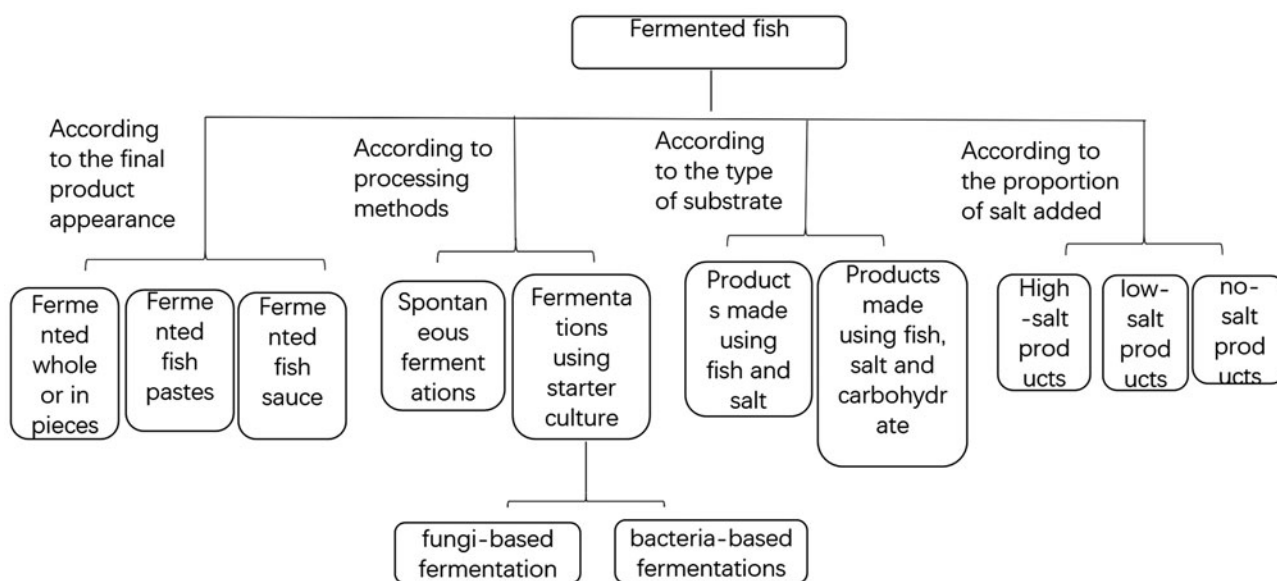 Fermented fish
According
to the final
product
appearance
According to
processing
methods
According
to the type
of substrate
According to
the proportion
of salt added
Ferme
nted
whole
or in
pieces
Ferme
nted
fish
pastes
Ferme
nted
fish
sauce
Spontan
eous
ferment
ations
Fermenta
tions
using
starter
culture
Product
s made
using
fish and
salt
Products
made
using fish,
salt and
carbohydr
ate
High
-salt
prod
ucts
low-
salt
prod
ucts
no-
salt
prod
ucts
fungi-based
fermentation
bacteria-based
fermentations